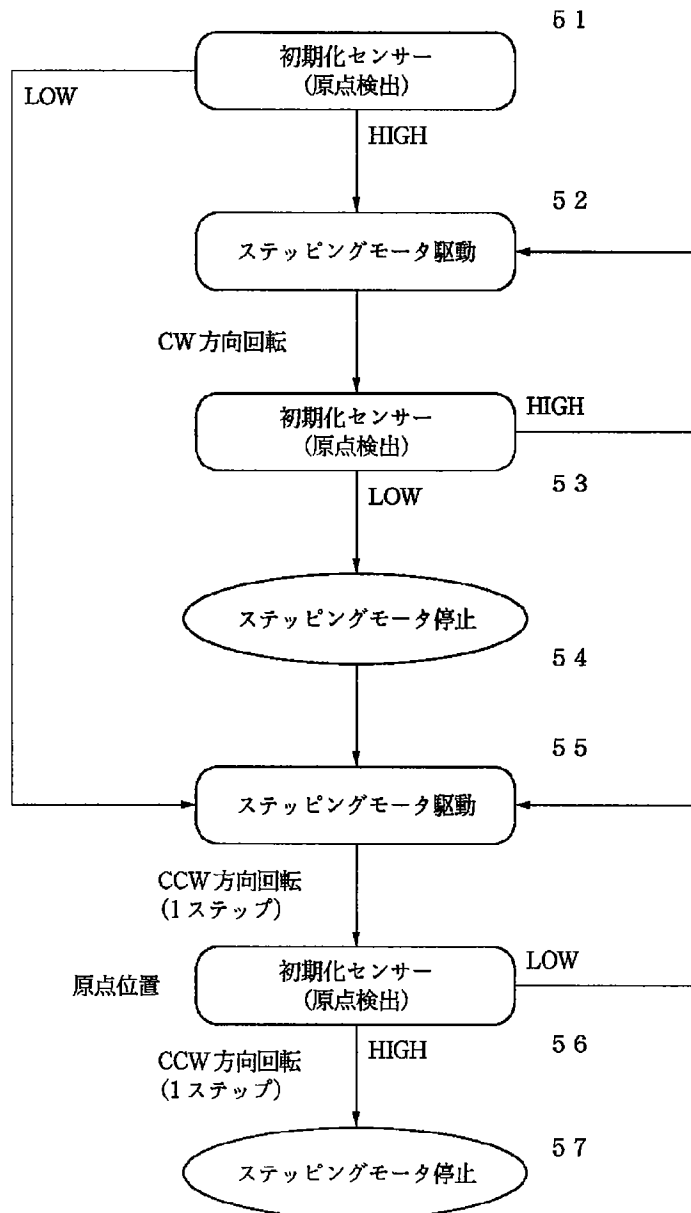 51
初期化センサー
(原点検出)
LOW
HIGH
52
ステッピングモータ駆動
CW方向回転
初期化センサー
(原点検出)
HIGH
53
LOW
ステッピングモータ停止
54
55
ステッピングモータ駆動
CCW方向回転
(1ステップ)
原点位置
初期化センサー
(原点検出)
LOW
56
CCW方向回転
(1ステップ)
HIGH
57
ステッピングモータ停止